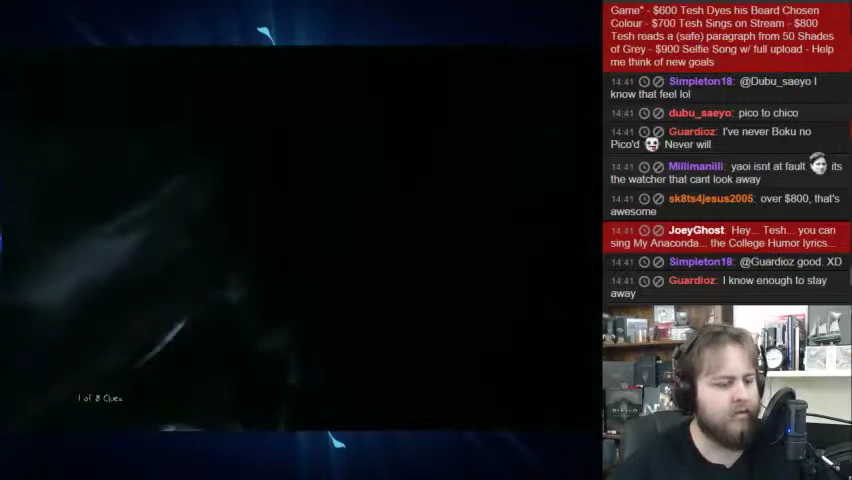 Game" - $600 Tesh Dyes his Beard Chosen
Colour - $700 Tesh Sings on Stream - $800
Tesh reads a (safe) paragraph from 50 Shades
of Grey - $900 Selfie Song w/ full upload - Help
me think of new goals
14:41 Simpleton18: @Dubu_saeyo I
know that feel lol
14:41 dubu_saeyo: pico to chico
14:41 Guardioz: I've never Boku no
Pico'd Never will
14:41 Millimanilli: yaoi isnt at fault its
the watcher that cant look away
14:41 sk8ts4jesus2005: over $800, that's
awesome
14:41 JoeyGhost: Hey... Tesh... you can
sing My Anaconda... the College Humor lyrics...
14:41 Simpleton18: @Guardioz good. XD
14:41 Guardioz: I know enough to stay
away
1 of 8 Clues
DIABLO